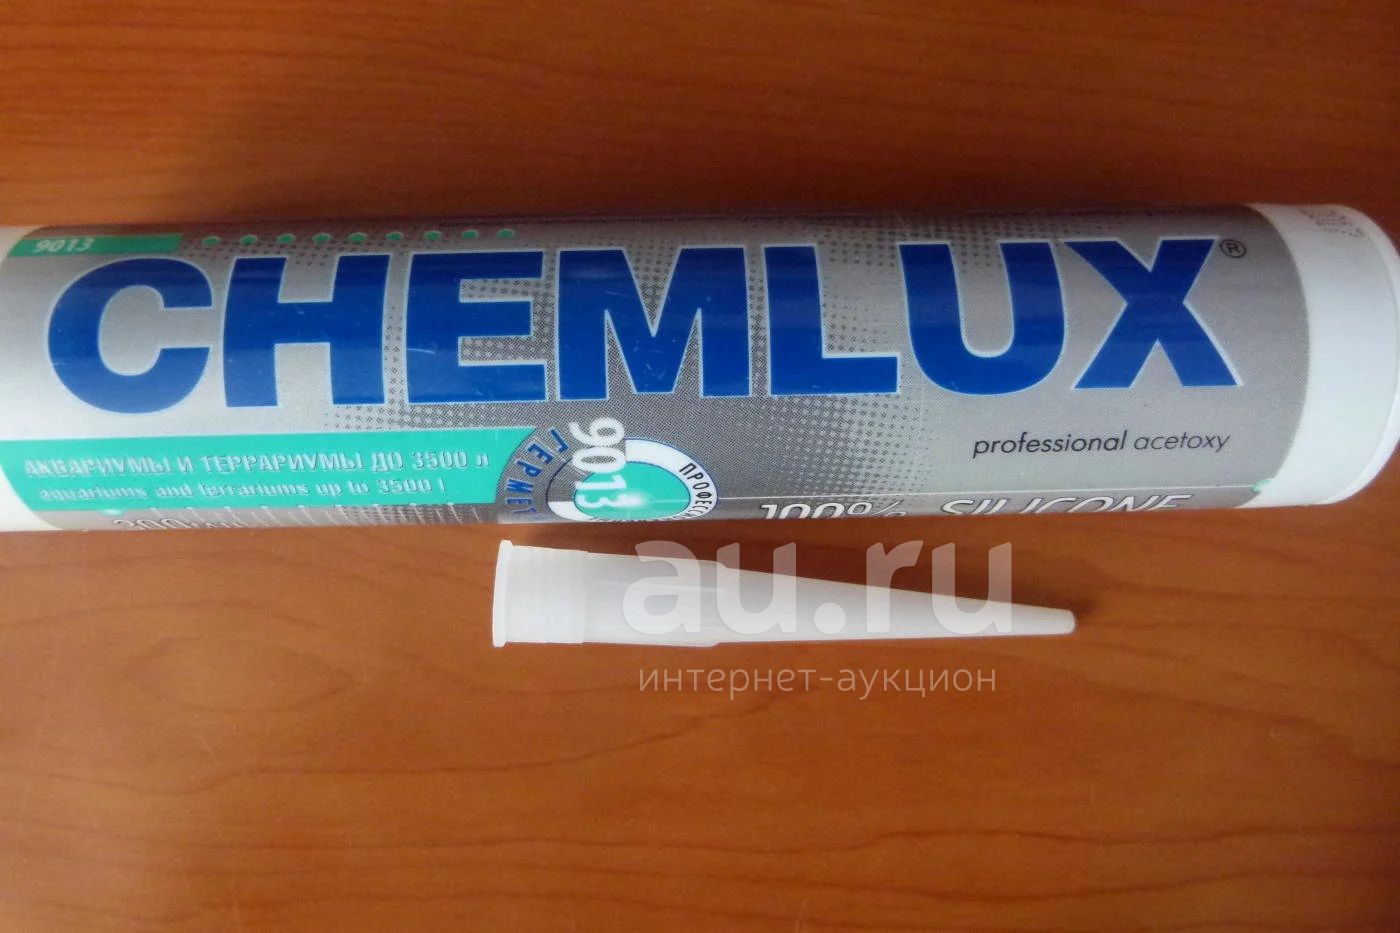 9013
CHEMLUX®
professional acetoxy
АКВАРИУМЫ И ТЕРРАРИУМЫ ДО 3500 л
aquariums and terrariums up to 3500 l
9013
100% SILICONE
au.ru
интернет-аукцион